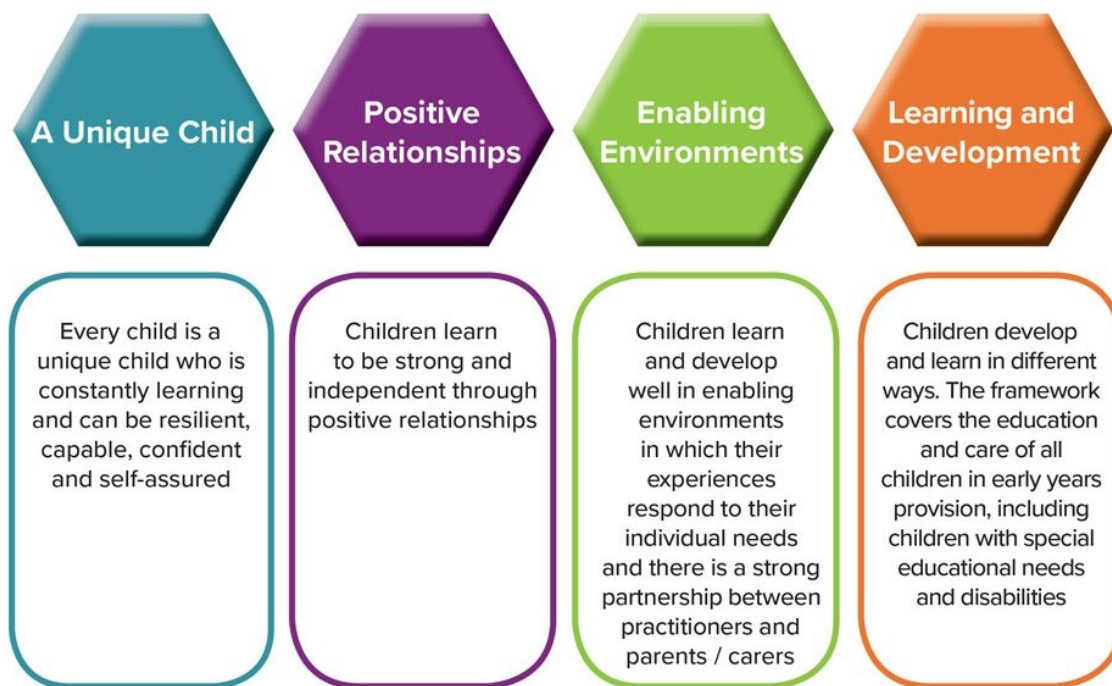 A Unique Child
Positive
Relationships
Enabling
Environments
Learning and
Development
Every child is a
unique child who is
constantly learning
and can be resilient,
capable, confident
and self-assured
Children learn
to be strong and
independent through
positive relationships
Children learn
and develop
well in enabling
environments
in which their
experiences
respond to their
individual needs
and there is a strong
partnership between
practitioners and
parents / carers
Children develop
and learn in different
ways. The framework
covers the education
and care of all
children in early years
provision, including
children with special
educational needs
and disabilities